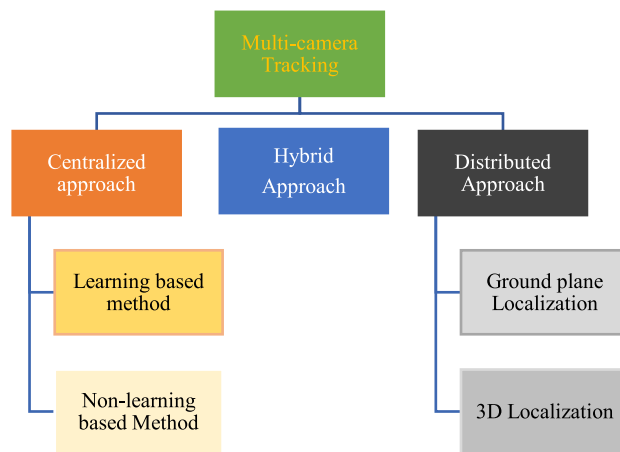 Multi-camera
Tracking
Centralized
approach
Hybrid
Approach
Distributed
Approach
Learning based
method
Ground plane
Localization
Non-learning
based Method
3D Localization